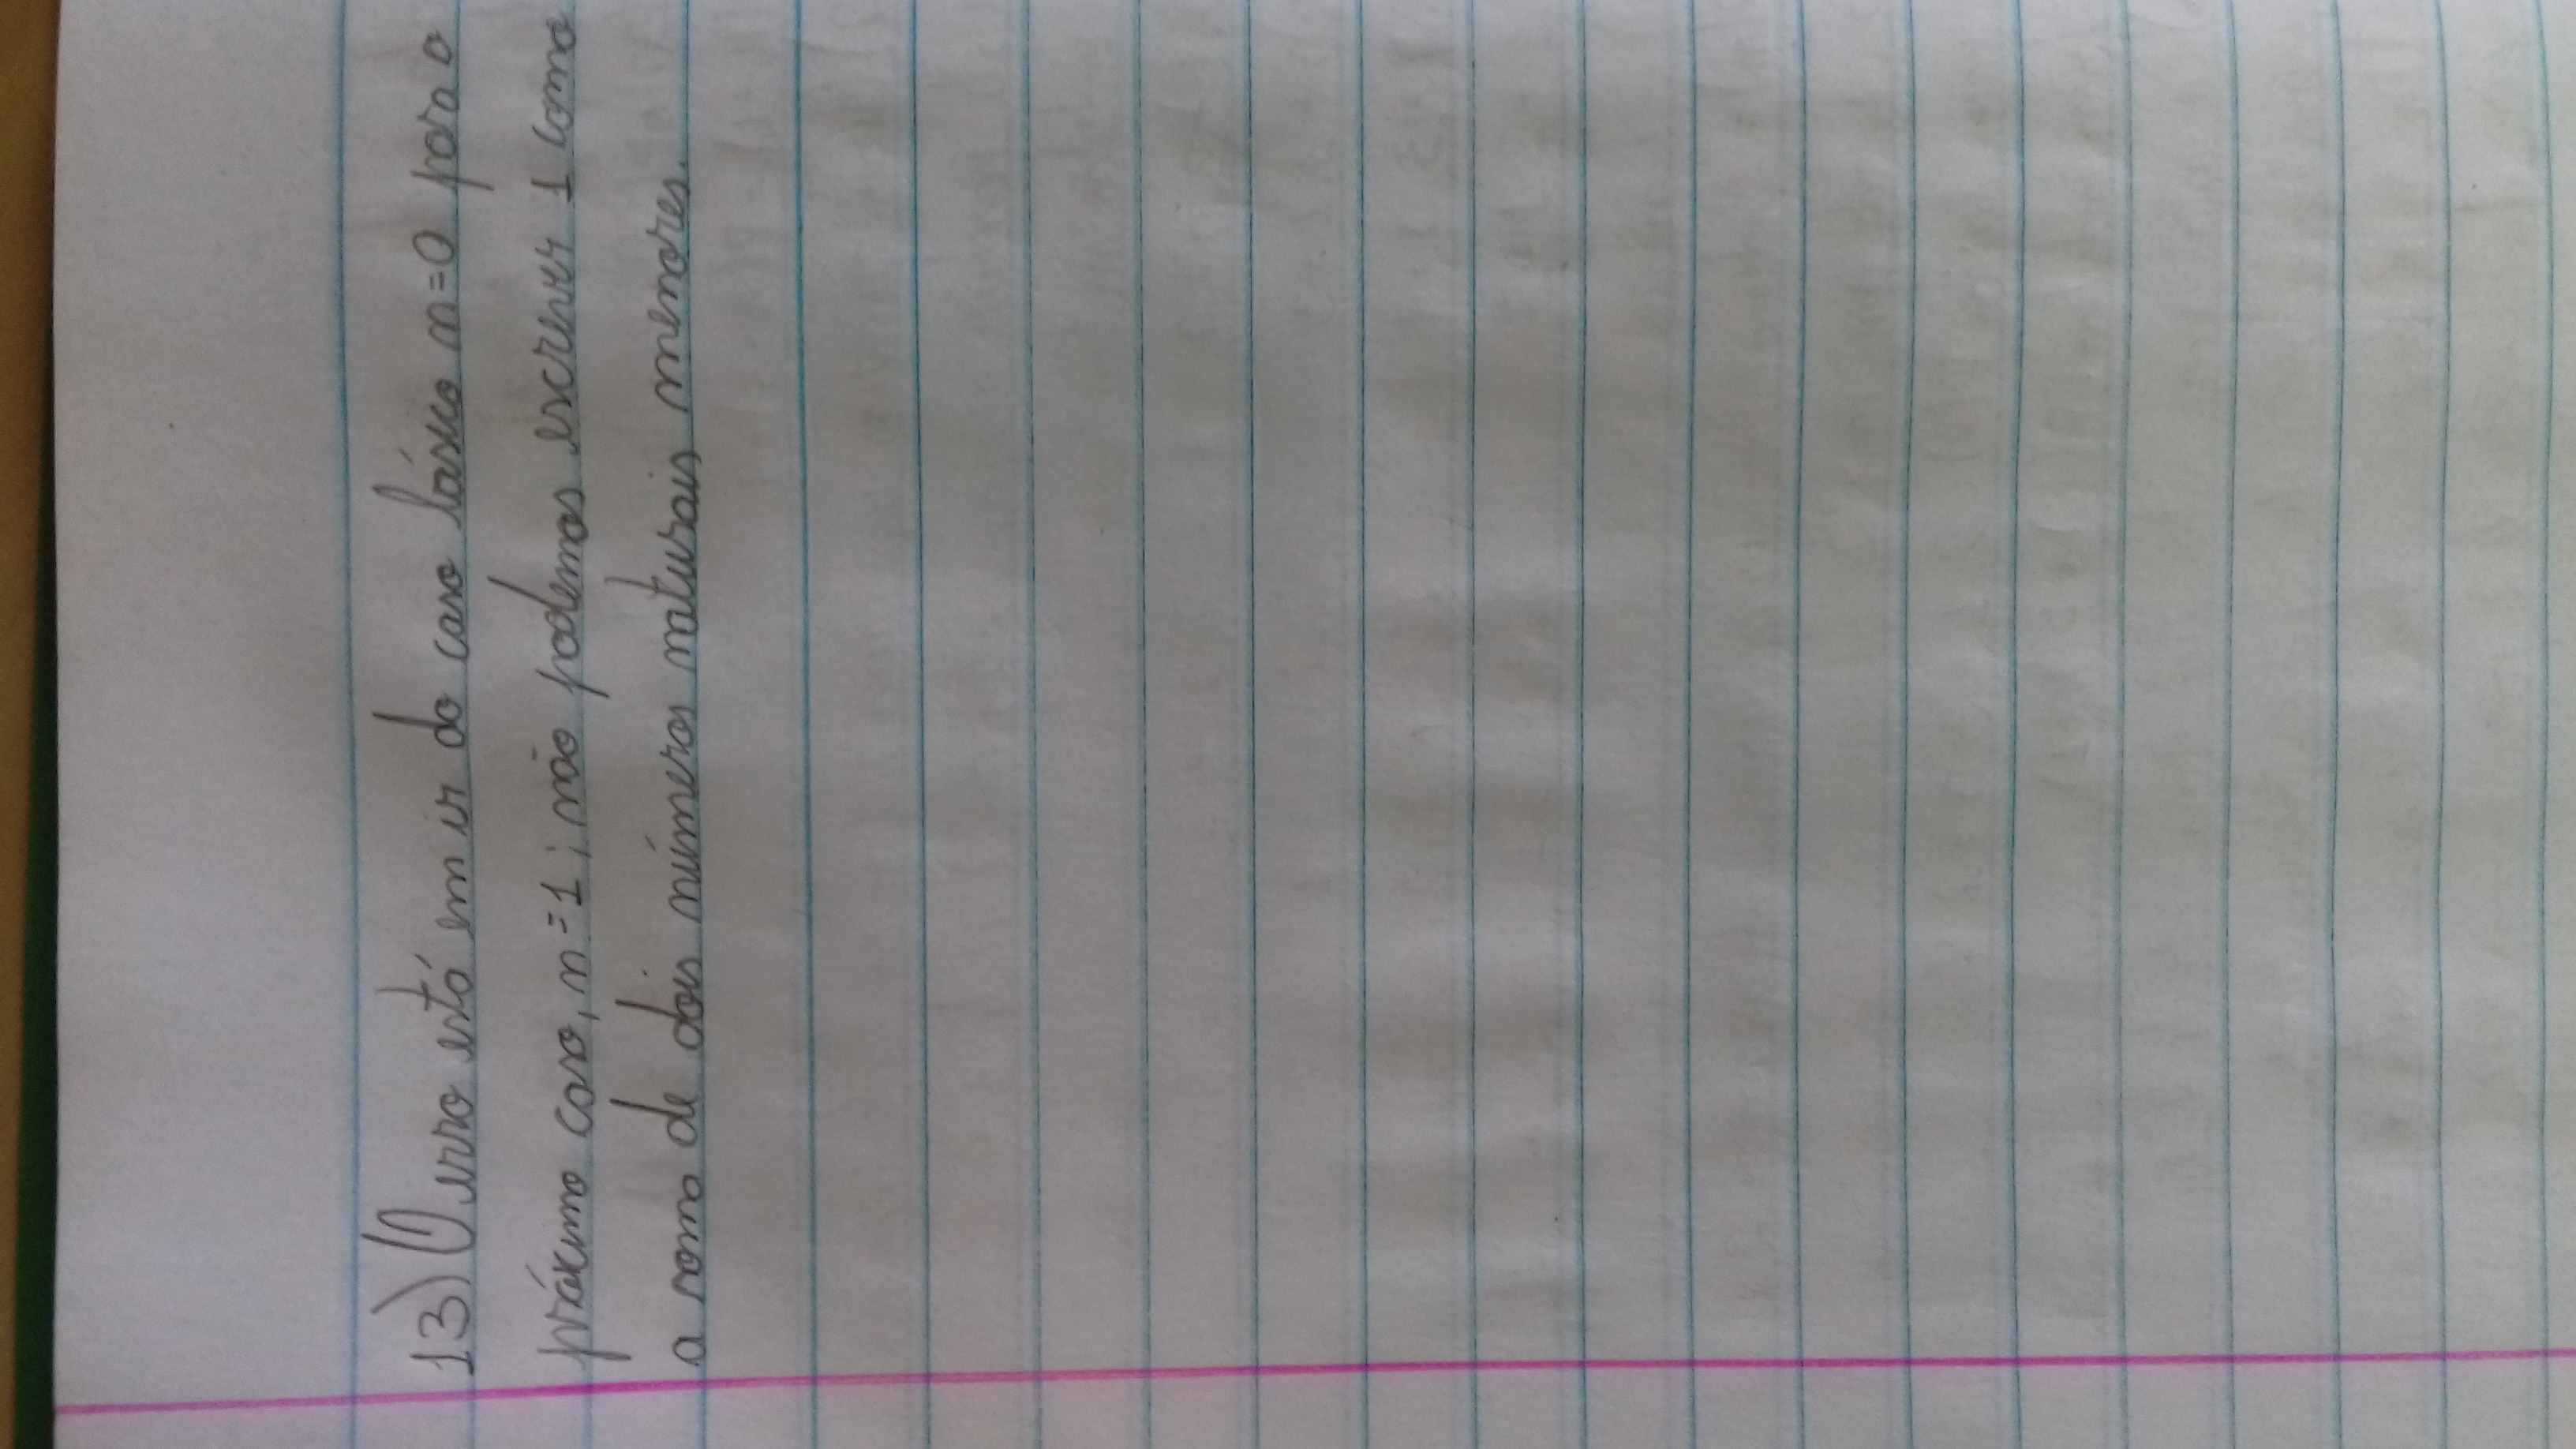 13) O erro está em ir do caso básico n=0 para o
próximo caso, n=1; não podemos escrever 1 como
a soma de dois números naturais menores.